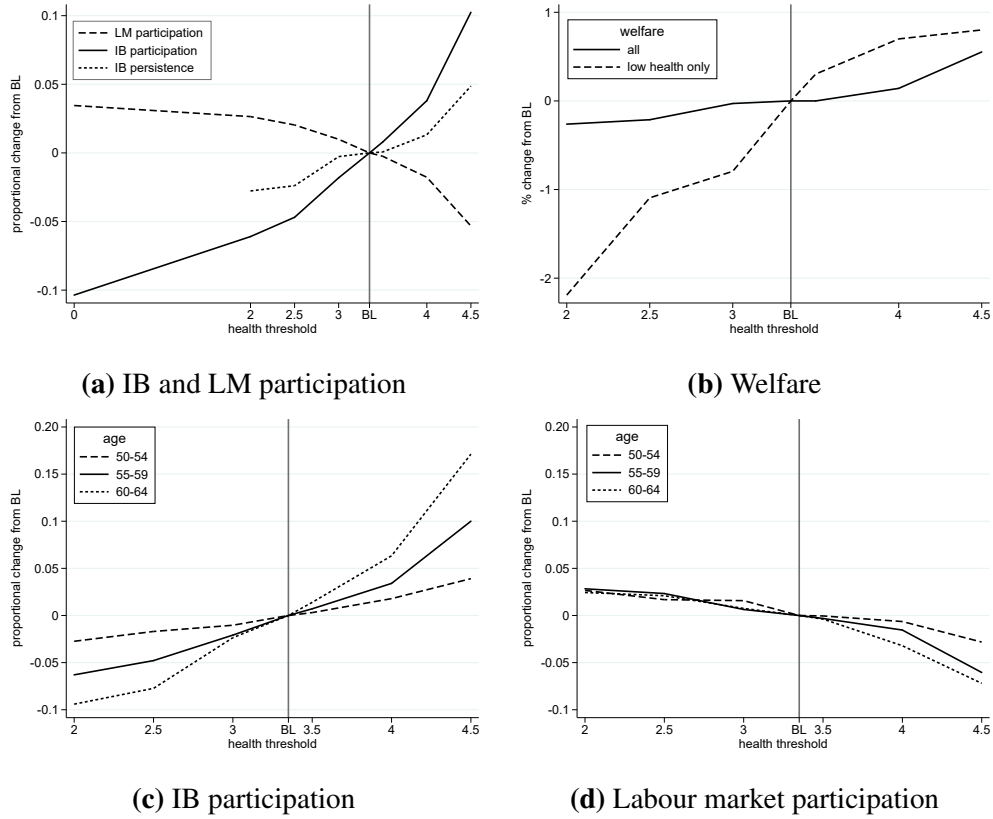 0.1
0.05
0
-0.05
-0.1
proportional change from BL
LM participation
IB participation
IB persistence
0 2 2.5 3 BL 4 4.5
health threshold
(a) IB and LM participation
1
0
-1
-2
% change from BL
welfare
all
low health only
2 2.5 3 BL 4 4.5
health threshold
(b) Welfare
0.20
0.15
0.1
0.05
0
-0.05
-0.1
proportional change from BL
age
50-54
55-59
60-64
2 2.5 3 BL 3.5 4 4.5
health threshold
(c) IB participation
0.20
0.15
0.1
0.05
0
-0.05
-0.1
proportional change from BL
age
50-54
55-59
60-64
2 2.5 3 BL 3.5 4 4.5
health threshold
(d) Labour market participation